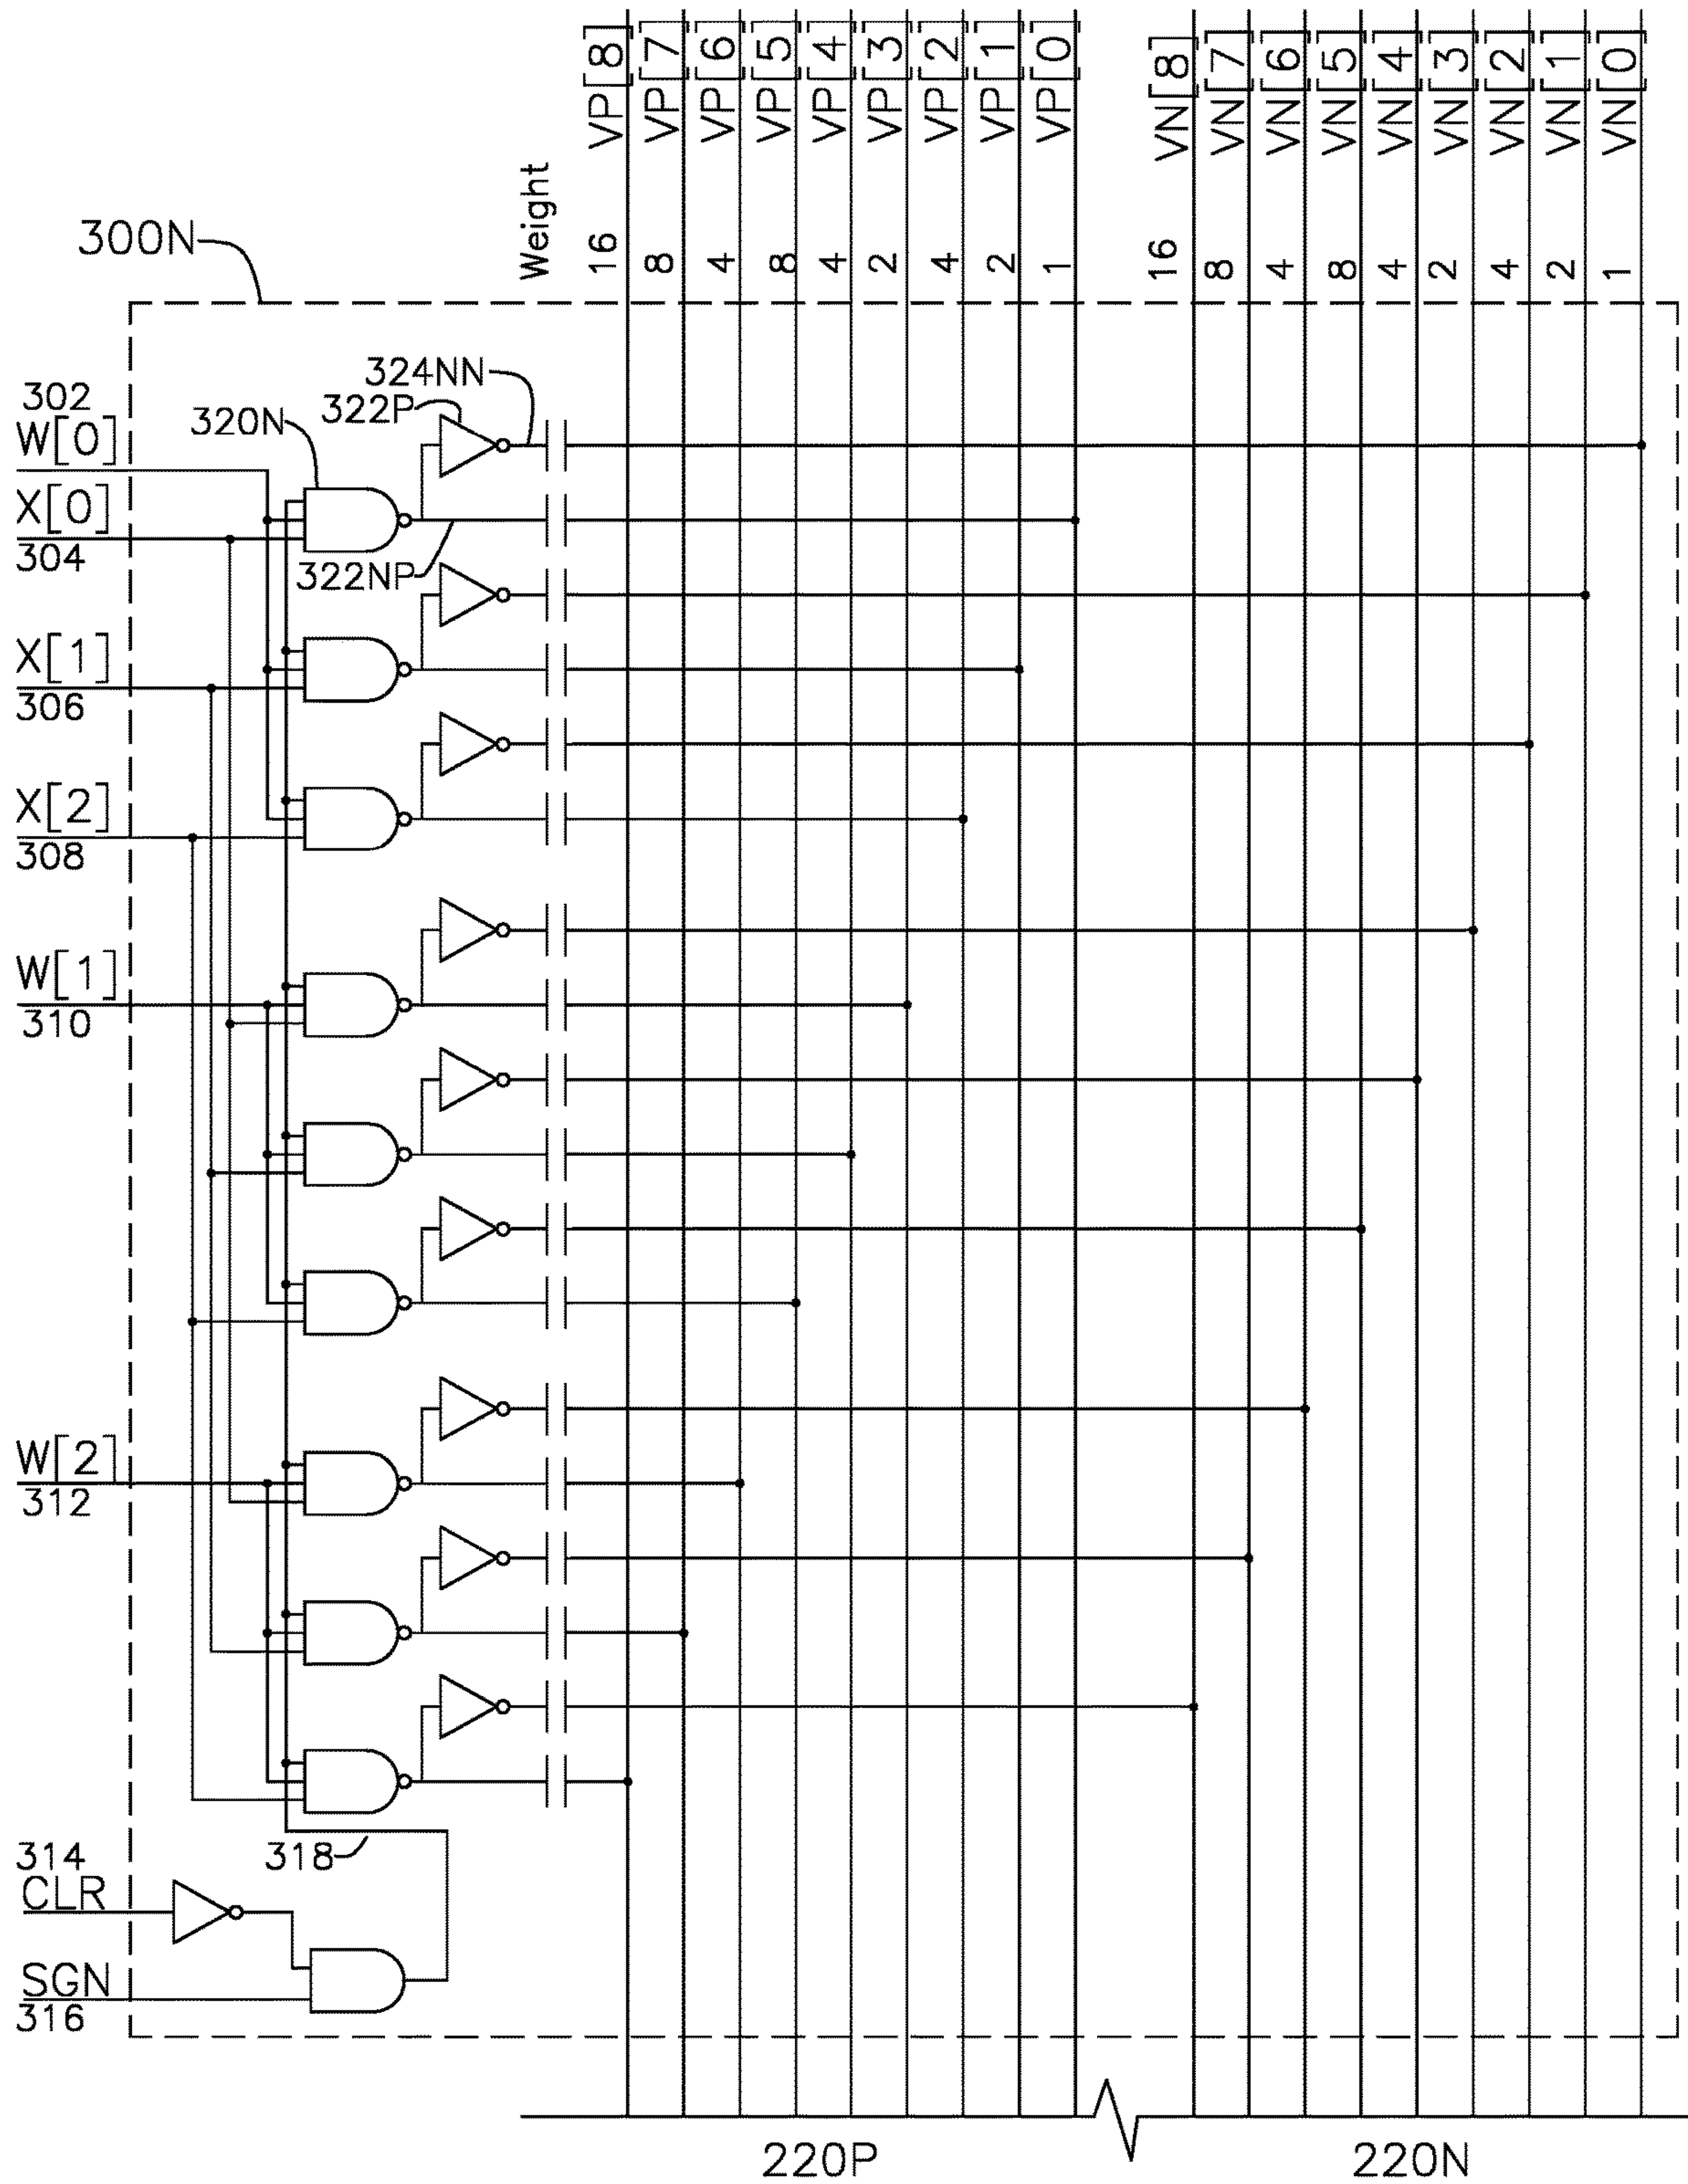 VP[8]
VP[7]
VP[6]
VP[5]
VP[4]
VP[3]
VP[2]
VP[1]
VP[0]
VN[8]
VN[7]
VN[6]
VN[5]
VN[4]
VN[3]
VN[2]
VN[1]
VN[0]
Weight
16
8
4
8
4
2
4
2
1
16
8
4
8
4
2
4
2
1
300N
324NN
322P
302
W[0]
320N
X[0]
304
322NP
X[1]
306
X[2]
308
W[1]
310
W[2]
312
318
314
CLR
SGN
316
220P
220N